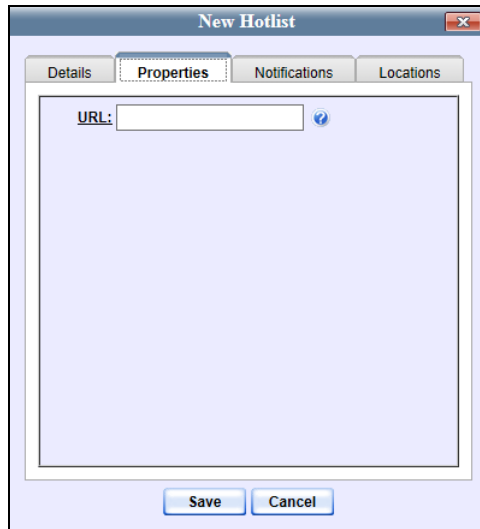 New Hotlist
Details Properties Notifications Locations
URL:
Save Cancel